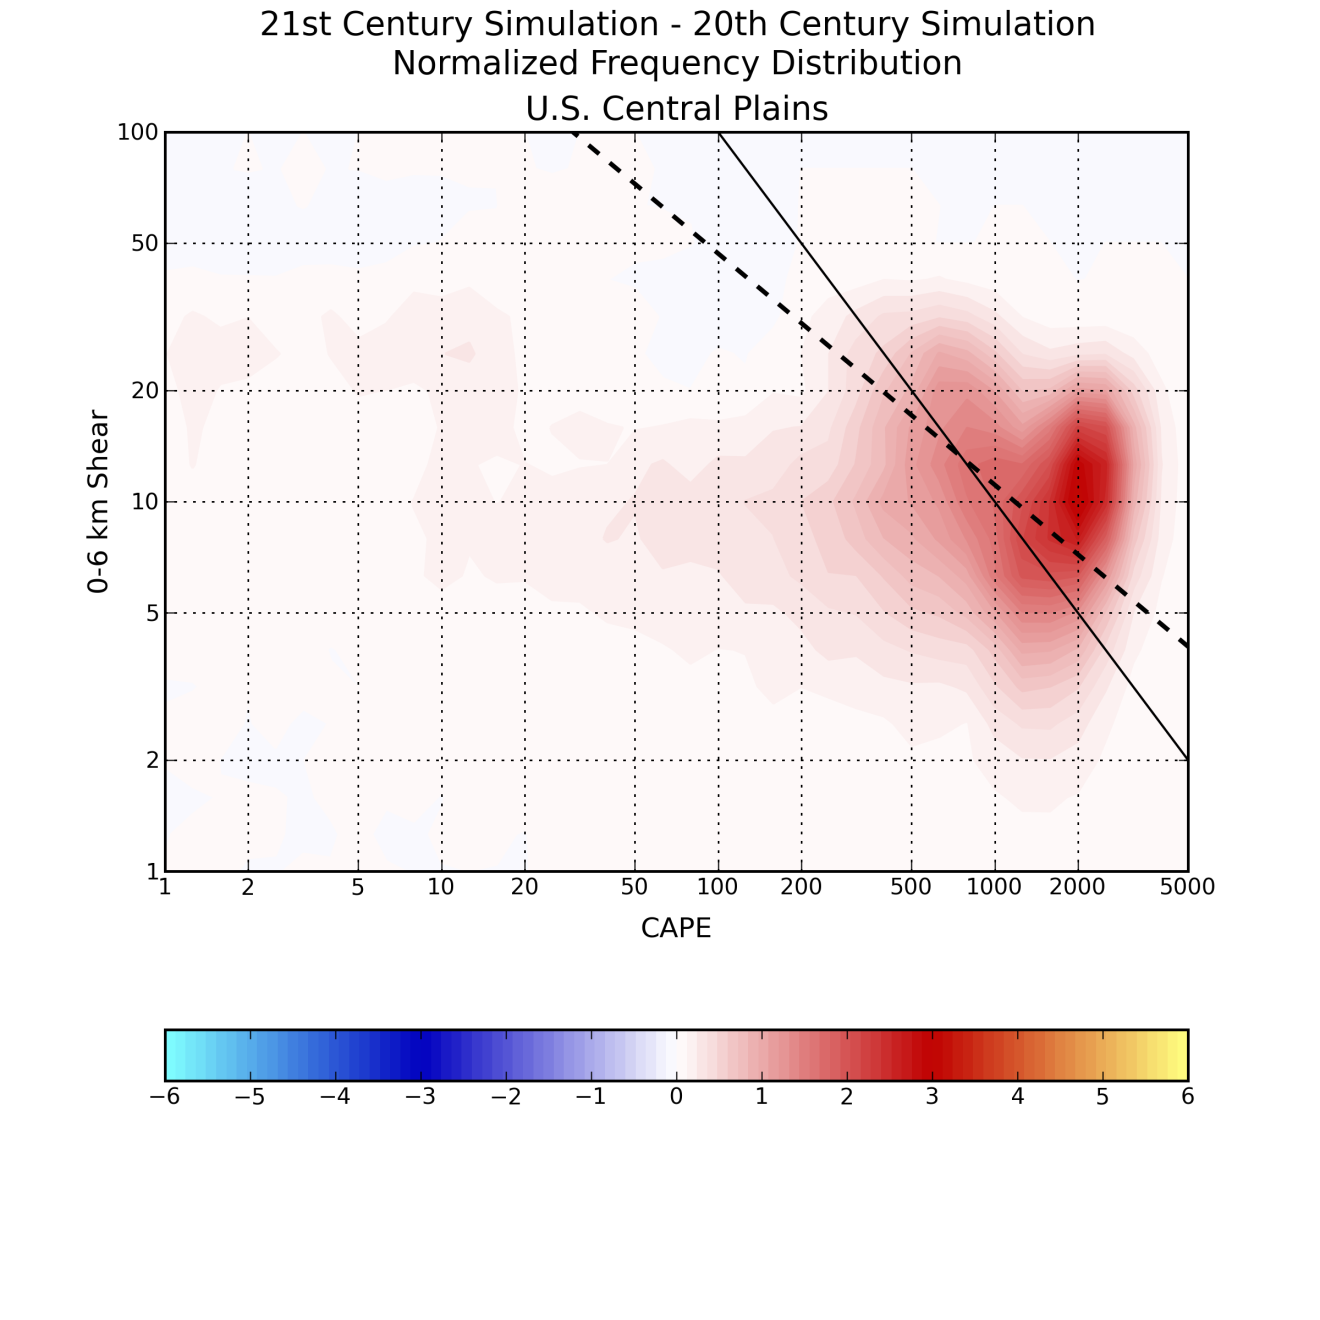 21st Century Simulation - 20th Century Simulation
Normalized Frequency Distribution
U.S. Central Plains
100
50
20
10
5
2
1
0-6 km Shear
1 2 5 10 20 50 100 200 500 1000 2000 5000
CAPE
−6 −5 −4 −3 −2 −1 0 1 2 3 4 5 6